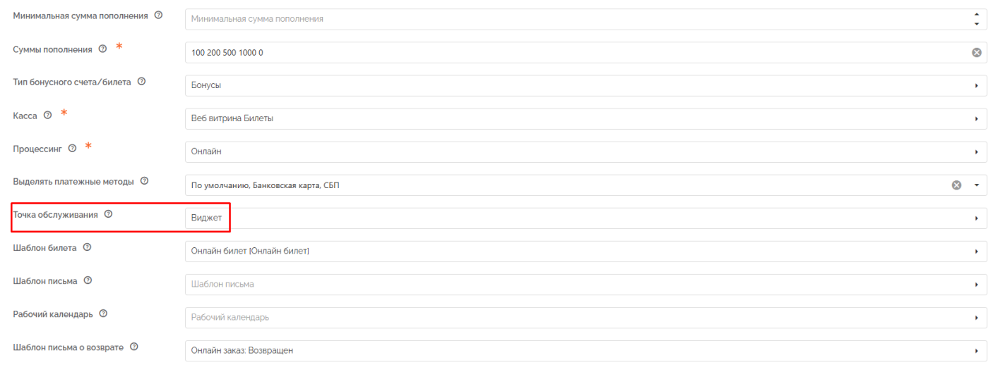 Минимальная сумма пополнения Минимальная сумма пополнения
Суммы пополнения * 100 200 500 1000 0
Тип бонусного счета/билета Бонусы
Касса * Веб витрина Билеты
Процессинг * Онлайн
Выделять платежные методы По умолчанию, Банковская карта, СБП
Точка обслуживания Виджет
Шаблон билета Онлайн билет [Онлайн билет]
Шаблон письма Шаблон письма
Рабочий календарь Рабочий календарь
Шаблон письма о возврате Онлайн заказ: Возвращен